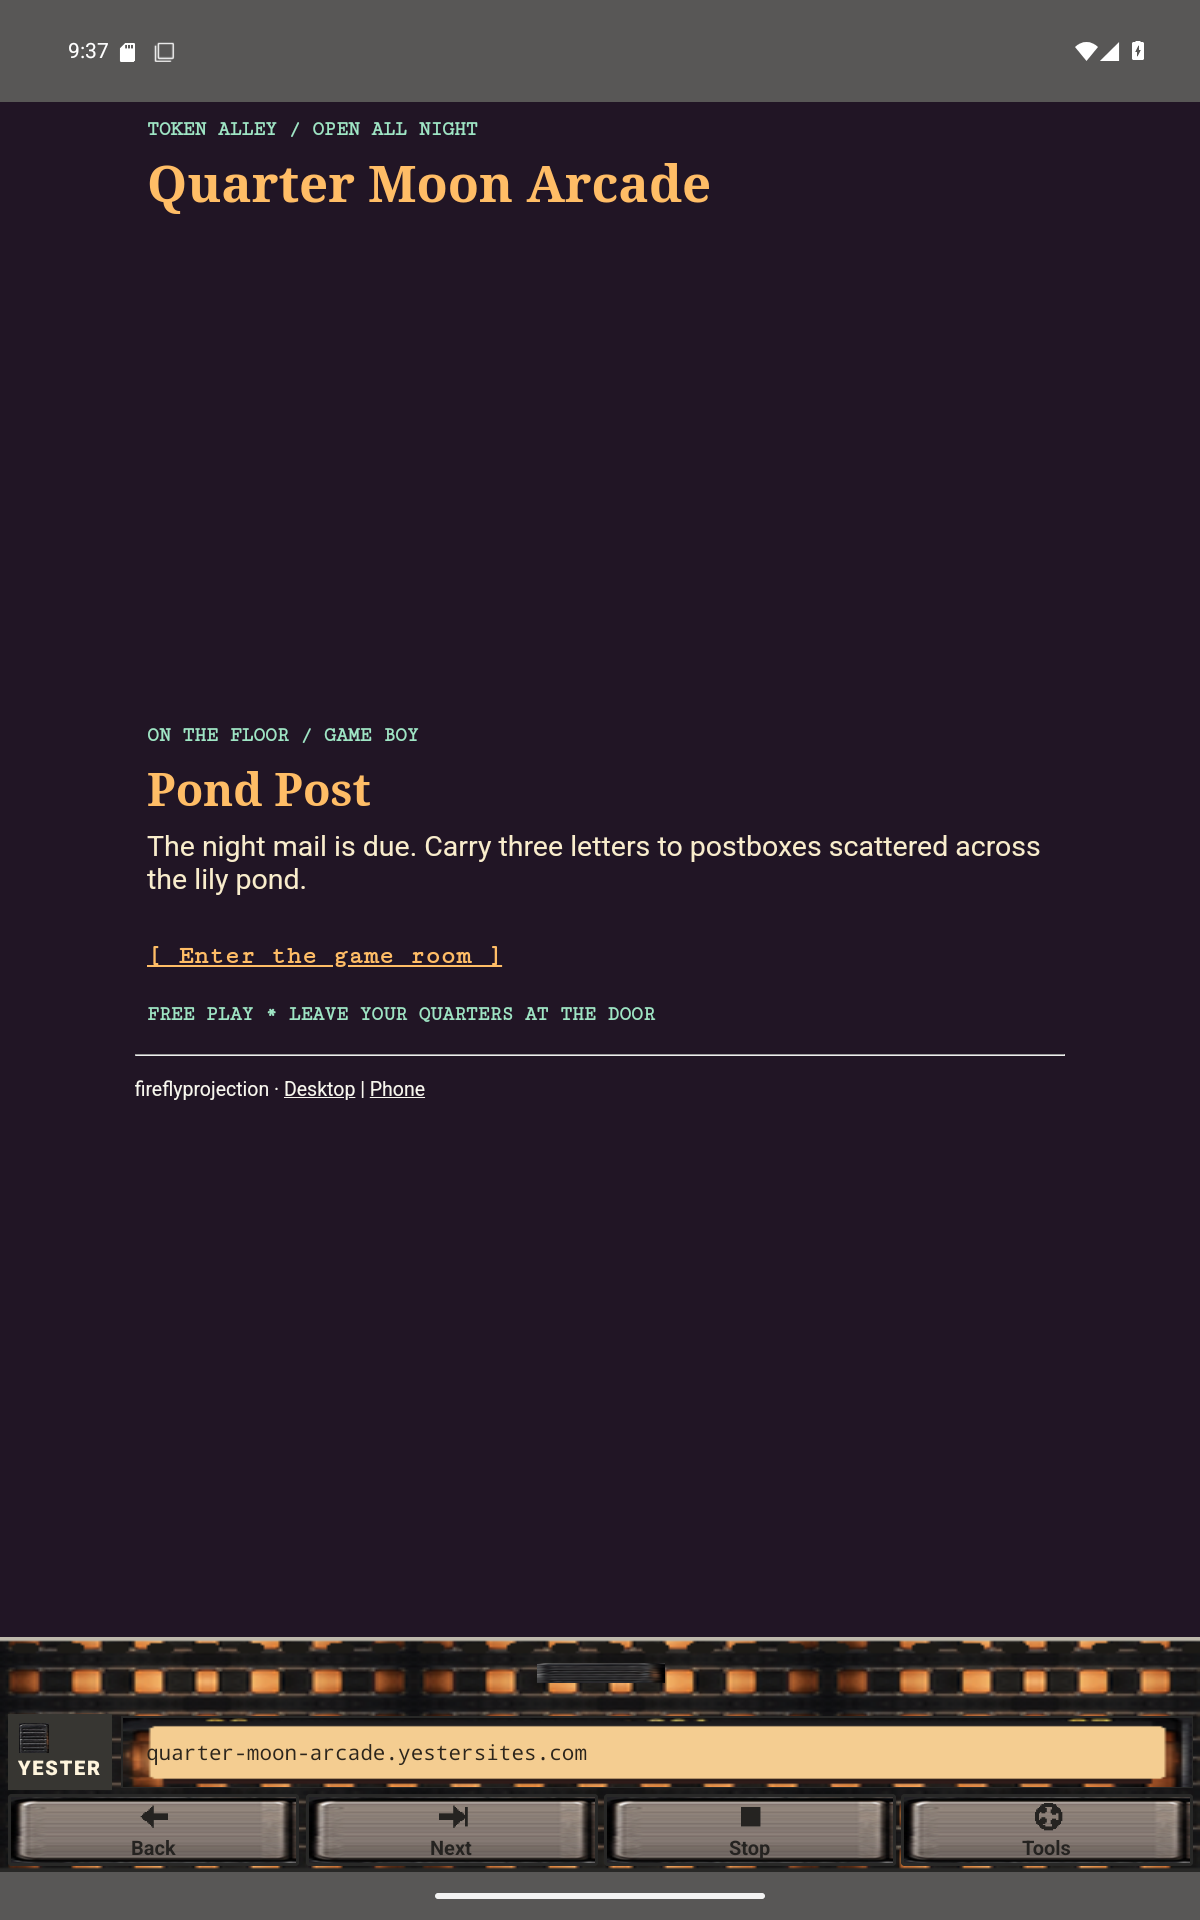 9:37
TOKEN ALLEY / OPEN ALL NIGHT
Quarter Moon Arcade
ON THE FLOOR / GAME BOY
Pond Post
The night mail is due. Carry three letters to postboxes scattered across
the lily pond.
[ Enter the game room ]
FREE PLAY * LEAVE YOUR QUARTERS AT THE DOOR
fireflyprojection · Desktop | Phone
YESTER
quarter-moon-arcade.yestersites.com
Back Next Stop Tools